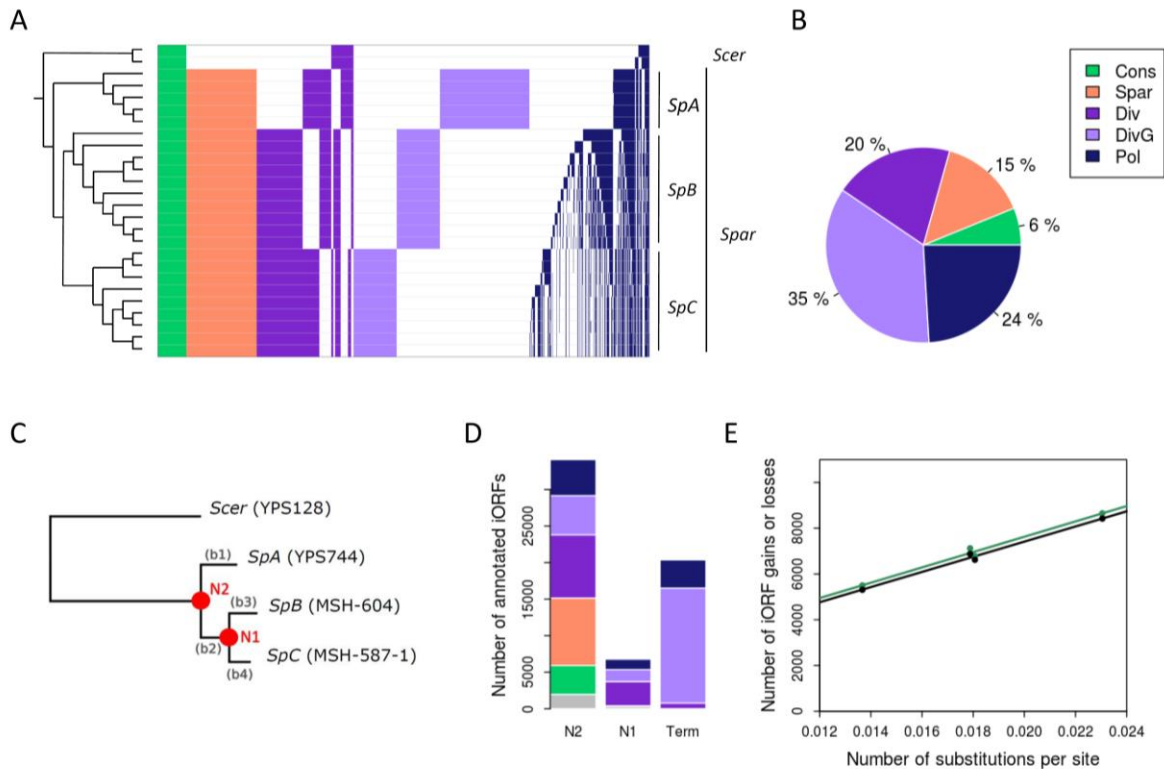 A
Scer
SpA
SpB
SpC
Spar
B
20 %
15 %
6 %
35 %
24 %
Cons
Spar
Div
DivG
Pol
C
Scer (YPS128)
(b1)
SpA (YPS744)
N2
(b3)
SpB (MSH-604)
(b2)
N1
SpC (MSH-587-1)
(b4)
D
Number of annotated iORFs
25000
15000
5000
0
N2 N1 Term
E
Number of iORF gains or losses
8000
6000
4000
2000
0
0.012 0.014 0.016 0.018 0.020 0.022 0.024
Number of substitutions per site